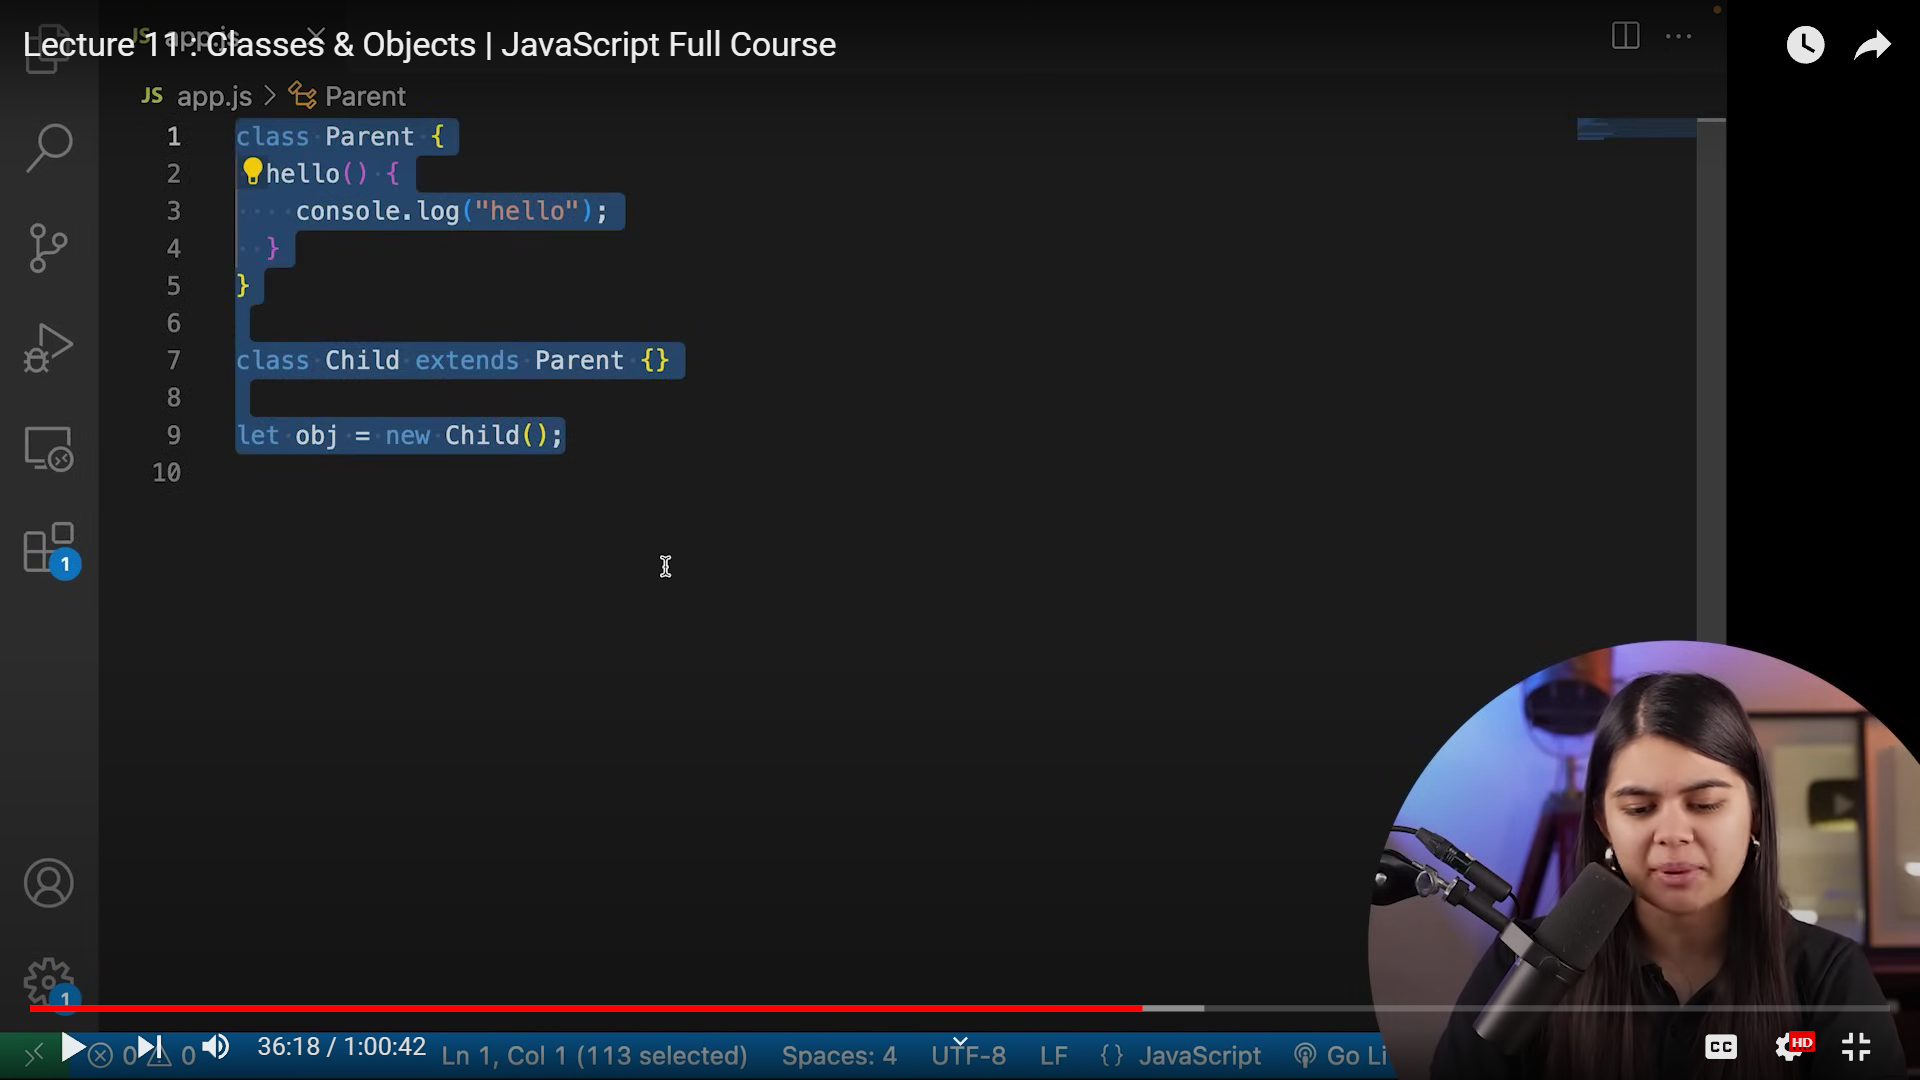 Lecture 11 : Classes & Objects | JavaScript Full Course
JS app.js
JS app.js > Parent
1 class Parent {
2 hello() {
3 console.log("hello");
4 }
5 }
6
7 class Child extends Parent {}
8
9 let obj = new Child();
10
1
1
36:18 / 1:00:42
0 0 Ln 1, Col 1 (113 selected) Spaces: 4 UTF-8 LF {} JavaScript Go Li
CC HD